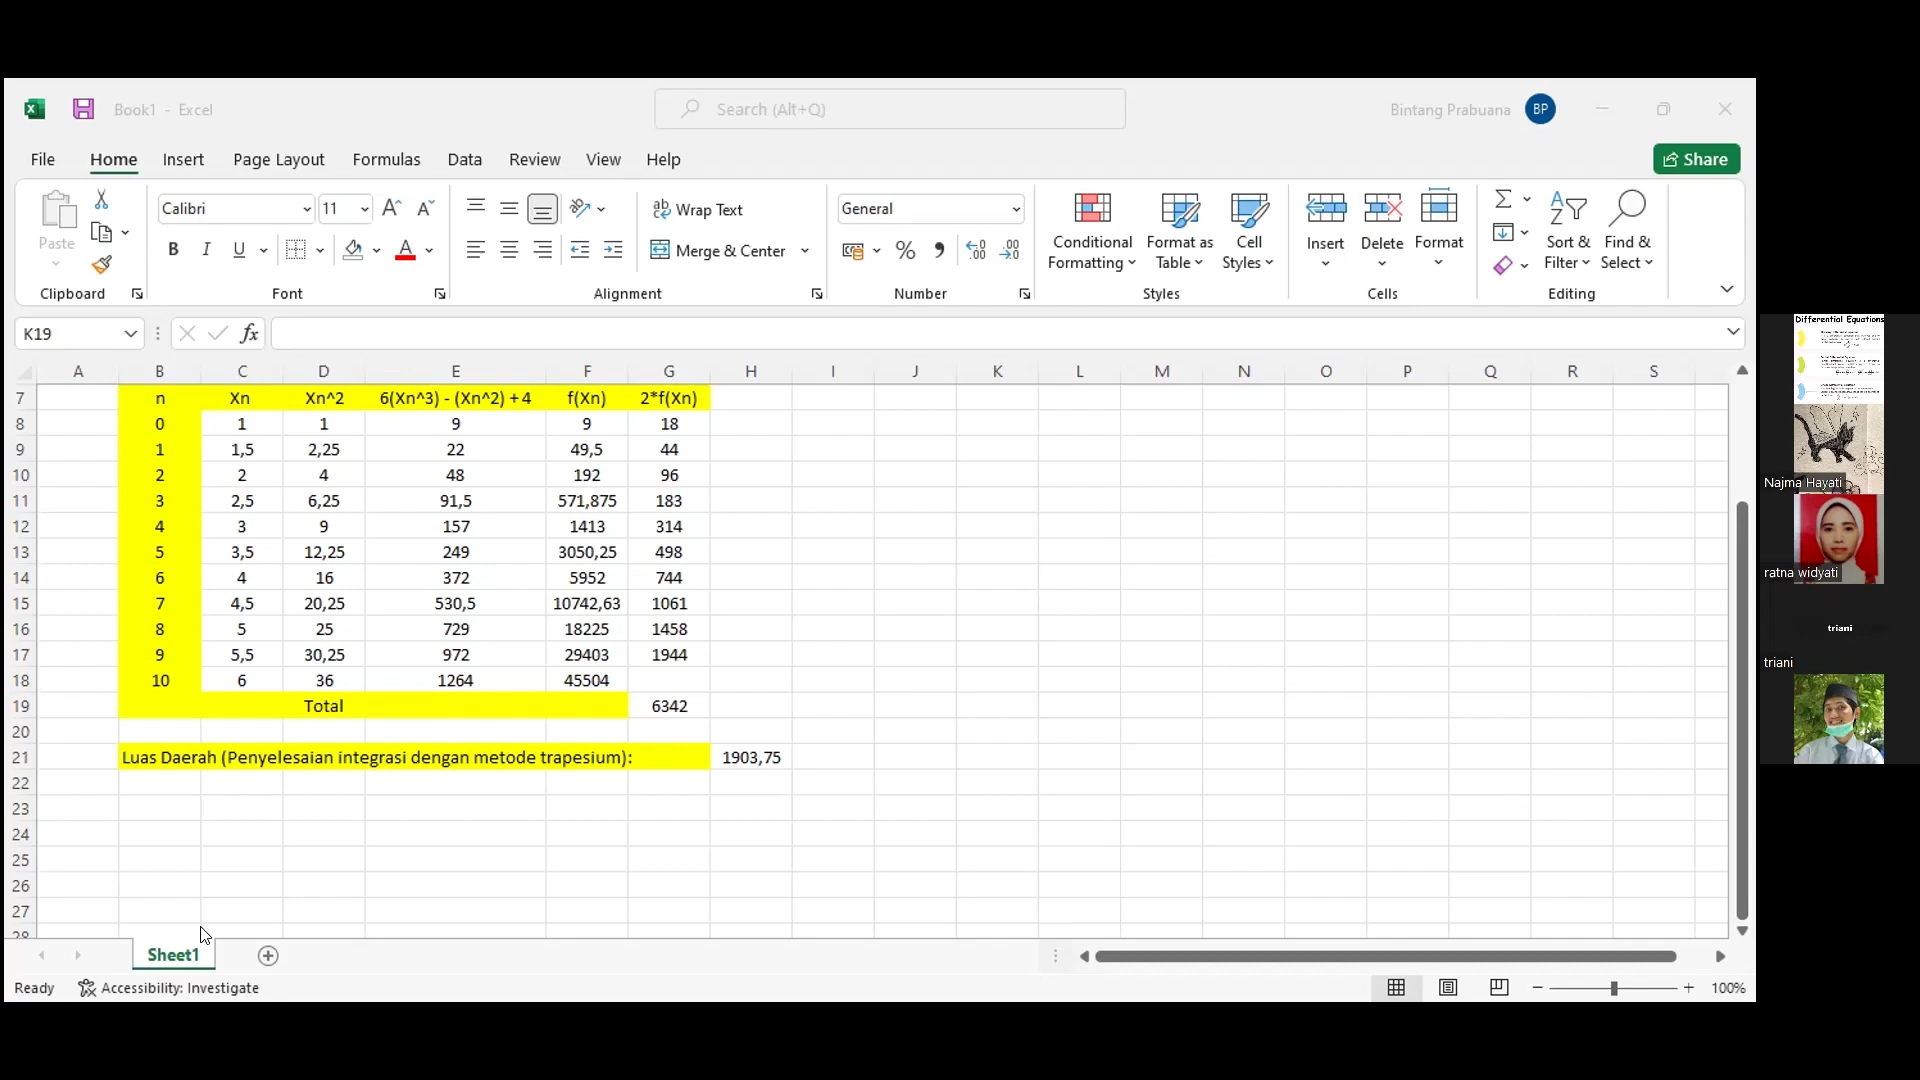 Book1 - Excel
Search (Alt+Q)
Bintang Prabuana
BP
File Home Insert Page Layout Formulas Data Review View Help
Share
Paste
Calibri
11
B I U
Wrap Text
Merge & Center
General
Conditional Formatting
Format as Table
Cell Styles
Insert
Delete
Format
Sort & Filter
Find & Select
Clipboard Font Alignment Number Styles Cells Editing
K19
fx
A B C D E F G H I J K L M N O P Q R S
7 n Xn Xn^2 6(Xn^3) - (Xn^2) +4 f(Xn) 2*f(Xn)
8 0 1 1 9 9 18
9 1 1,5 2,25 22 49,5 44
10 2 2 4 48 192 96
11 3 2,5 6,25 91,5 571,875 183
12 4 3 9 157 1413 314
13 5 3,5 12,25 249 3050,25 498
14 6 4 16 372 5952 744
15 7 4,5 20,25 530,5 10742,63 1061
16 8 5 25 729 18225 1458
17 9 5,5 30,25 972 29403 1944
18 10 6 36 1264 45504
19 Total 6342
20
21 Luas Daerah (Penyelesaian integrasi dengan metode trapesium): 1903,75
22
23
24
25
26
27
28
Sheet1
Ready
Accessibility: Investigate
100%
Differential Equations
Najma Hayati
ratna widyati
triani
triani